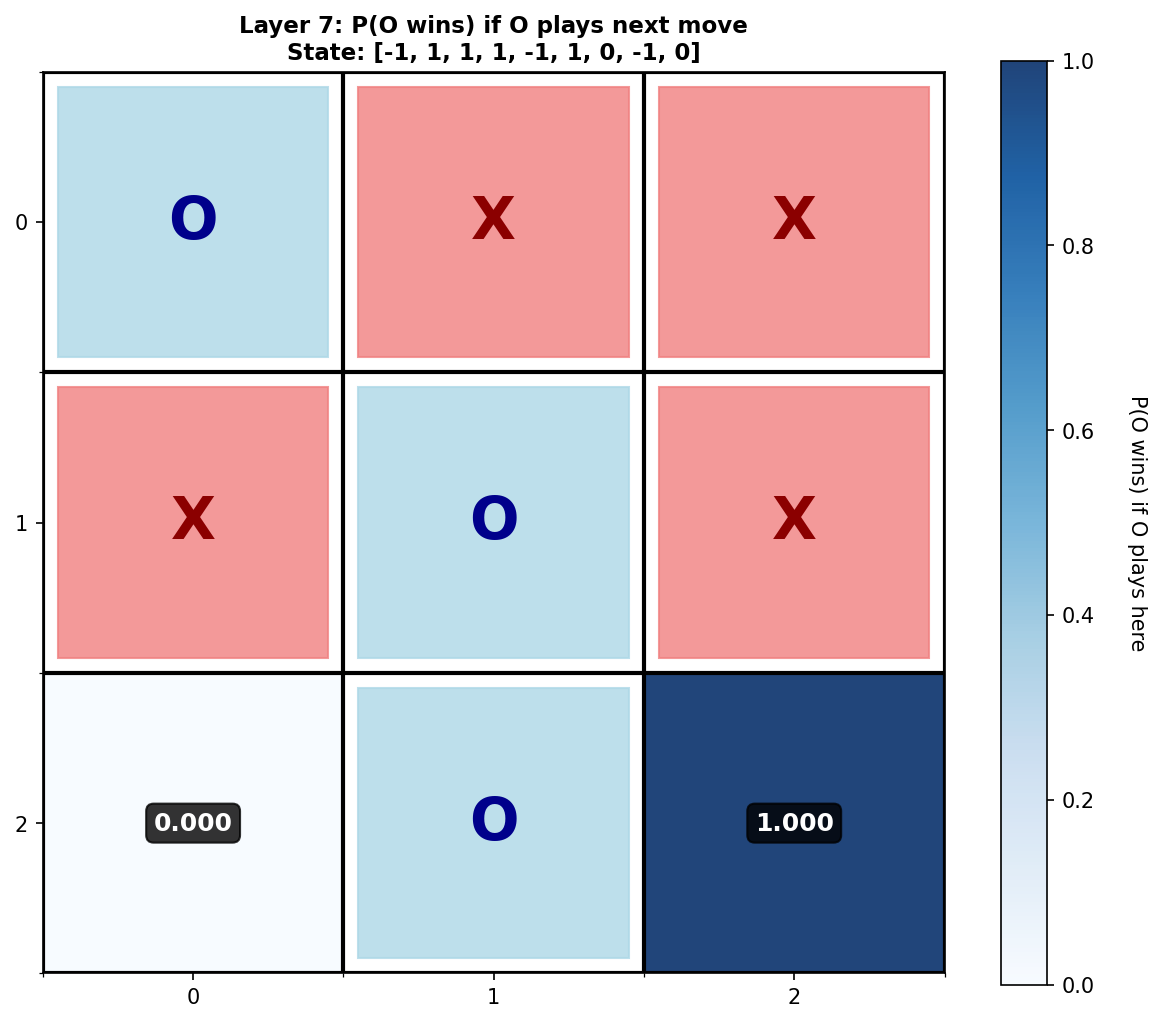 Layer 7: P(O wins) if O plays next move
State: [-1, 1, 1, 1, -1, 1, 0, -1, 0]
0
O
X
X
1
X
O
X
2
0.000
O
1.000
0
1
2
1.0
0.8
0.6
0.4
0.2
0.0
P(O wins) if O plays here